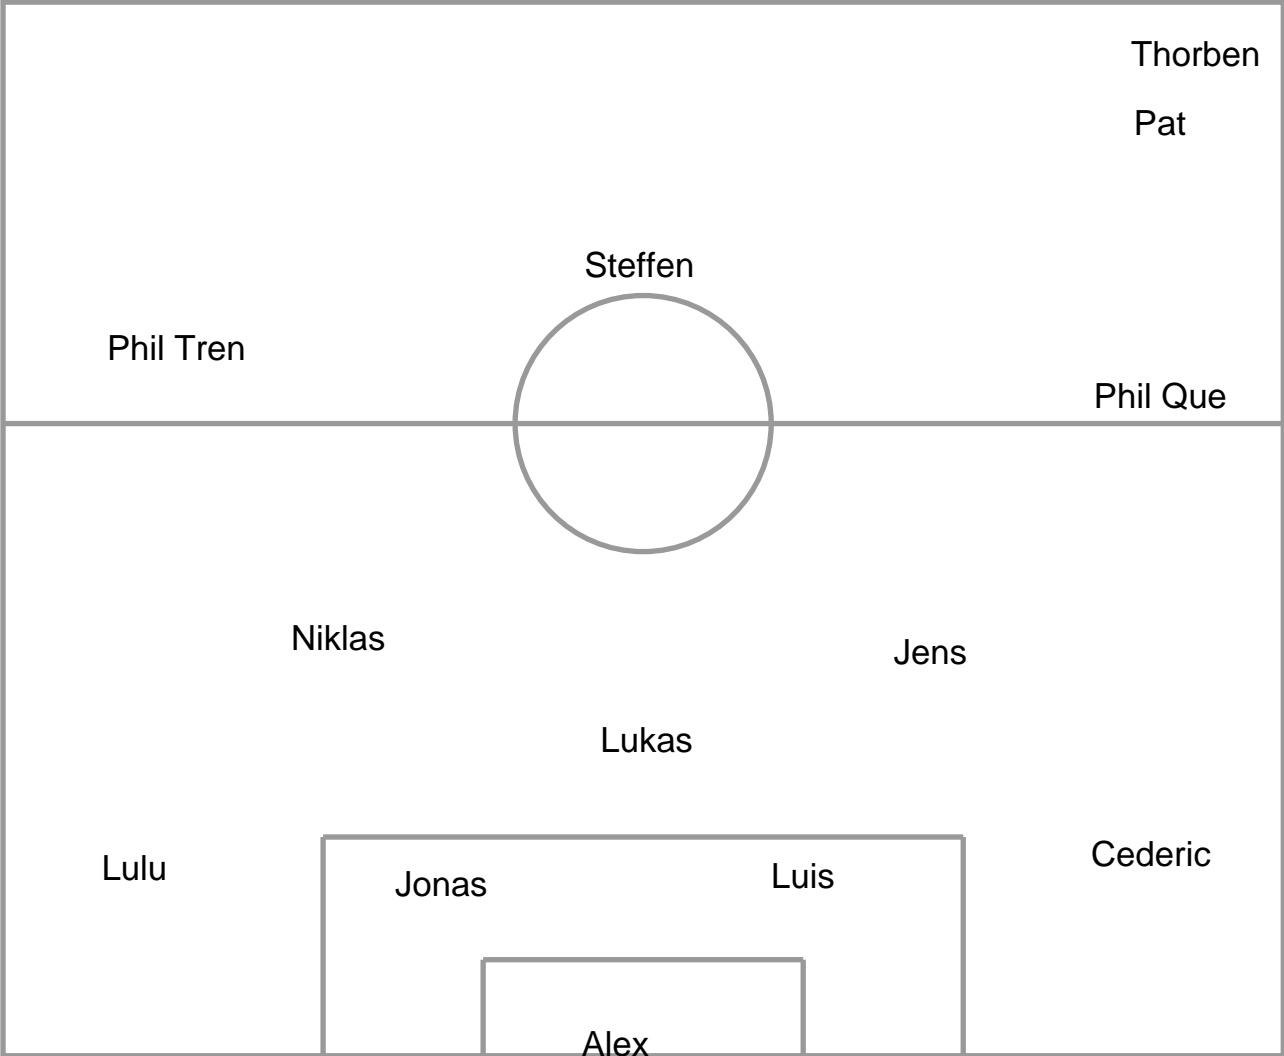 Thorben
Pat
Steffen
Phil Tren
Phil Que
Niklas
Jens
Lukas
Lulu
Jonas
Luis
Cederic
Alex